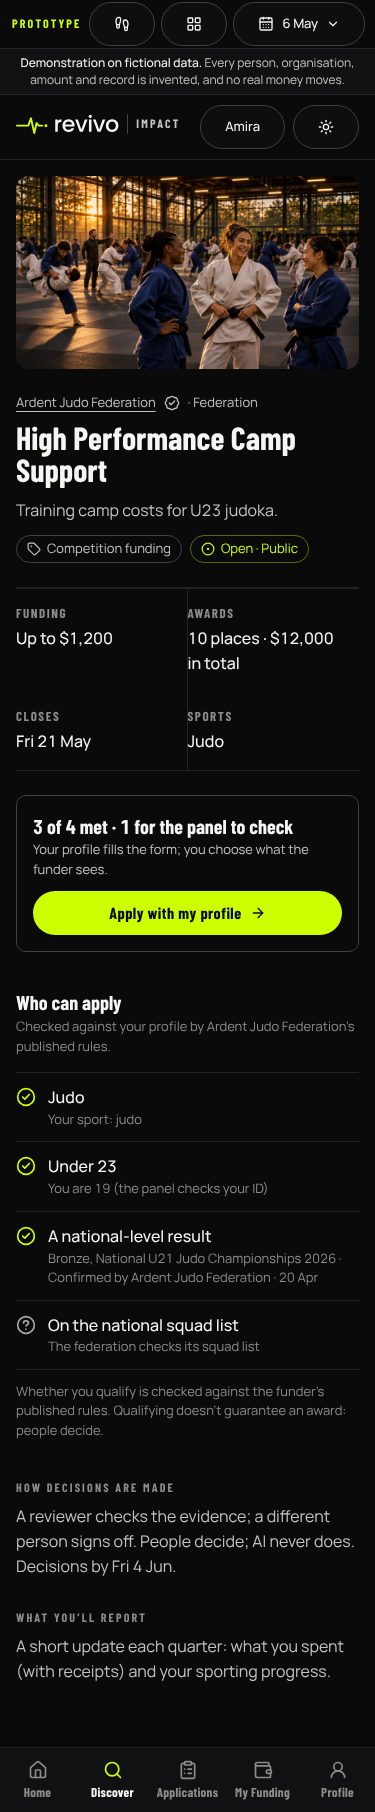 PROTOTYPE
6 May
Demonstration on fictional data. Every person, organisation,
amount and record is invented, and no real money moves.
revivo IMPACT
Amira
Ardent Judo Federation · Federation
High Performance Camp
Support
Training camp costs for U23 judoka.
Competition funding
Open · Public
FUNDING
Up to $1,200
AWARDS
10 places · $12,000
in total
CLOSES
Fri 21 May
SPORTS
Judo
3 of 4 met · 1 for the panel to check
Your profile fills the form; you choose what the
funder sees.
Apply with my profile
Who can apply
Checked against your profile by Ardent Judo Federation's
published rules.
Judo
Your sport: judo
Under 23
You are 19 (the panel checks your ID)
A national-level result
Bronze, National U21 Judo Championships 2026 ·
Confirmed by Ardent Judo Federation · 20 Apr
On the national squad list
The federation checks its squad list
Whether you qualify is checked against the funder's
published rules. Qualifying doesn't guarantee an award:
people decide.
HOW DECISIONS ARE MADE
A reviewer checks the evidence; a different
person signs off. People decide; AI never does.
Decisions by Fri 4 Jun.
WHAT YOU'LL REPORT
A short update each quarter: what you spent
(with receipts) and your sporting progress.
Home
Discover
Applications
My Funding
Profile